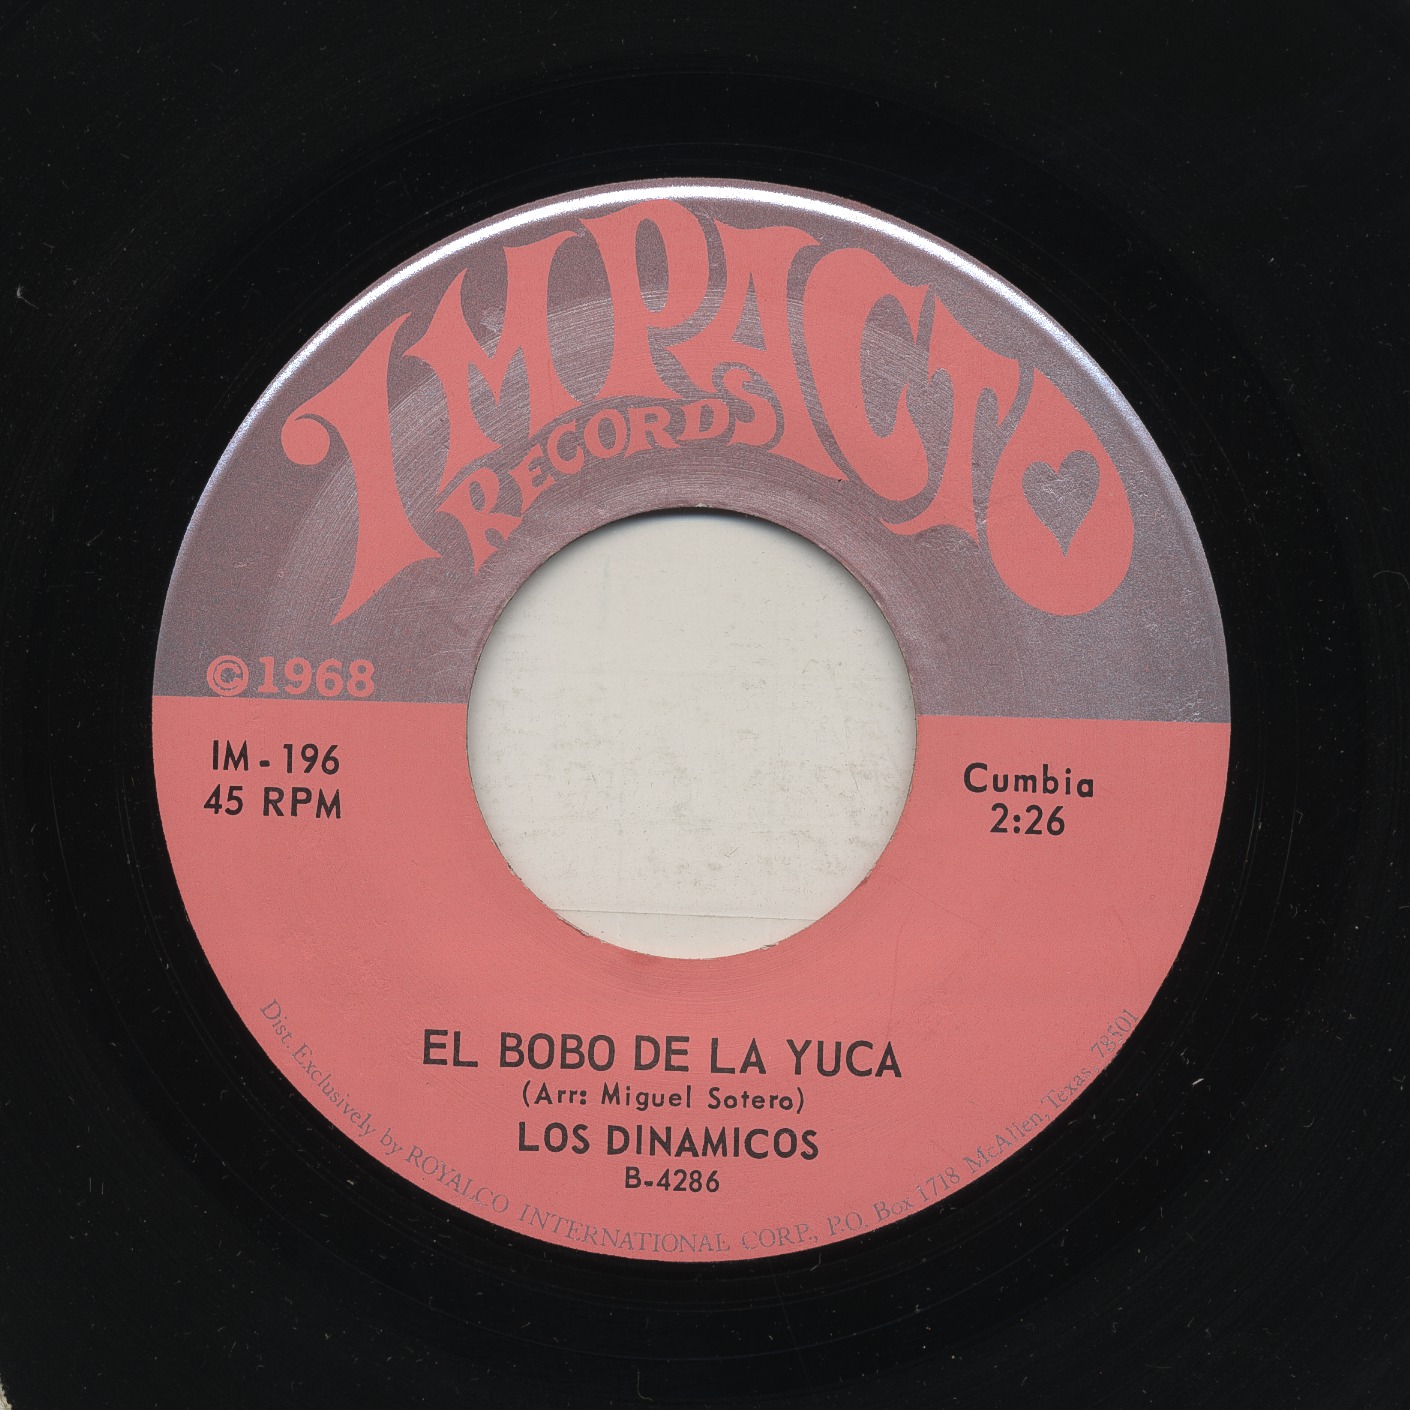 IMPACTO
RECORDS
©1968
IM-196
45 RPM
Cumbia
2:26
EL BOBO DE LA YUCA
(Arr: Miguel Sotero)
LOS DINAMICOS
B-4286
Dist. Exclusively by ROYALCO INTERNATIONAL CORP., P.O. Box 1718 McAllen, Texas 78501